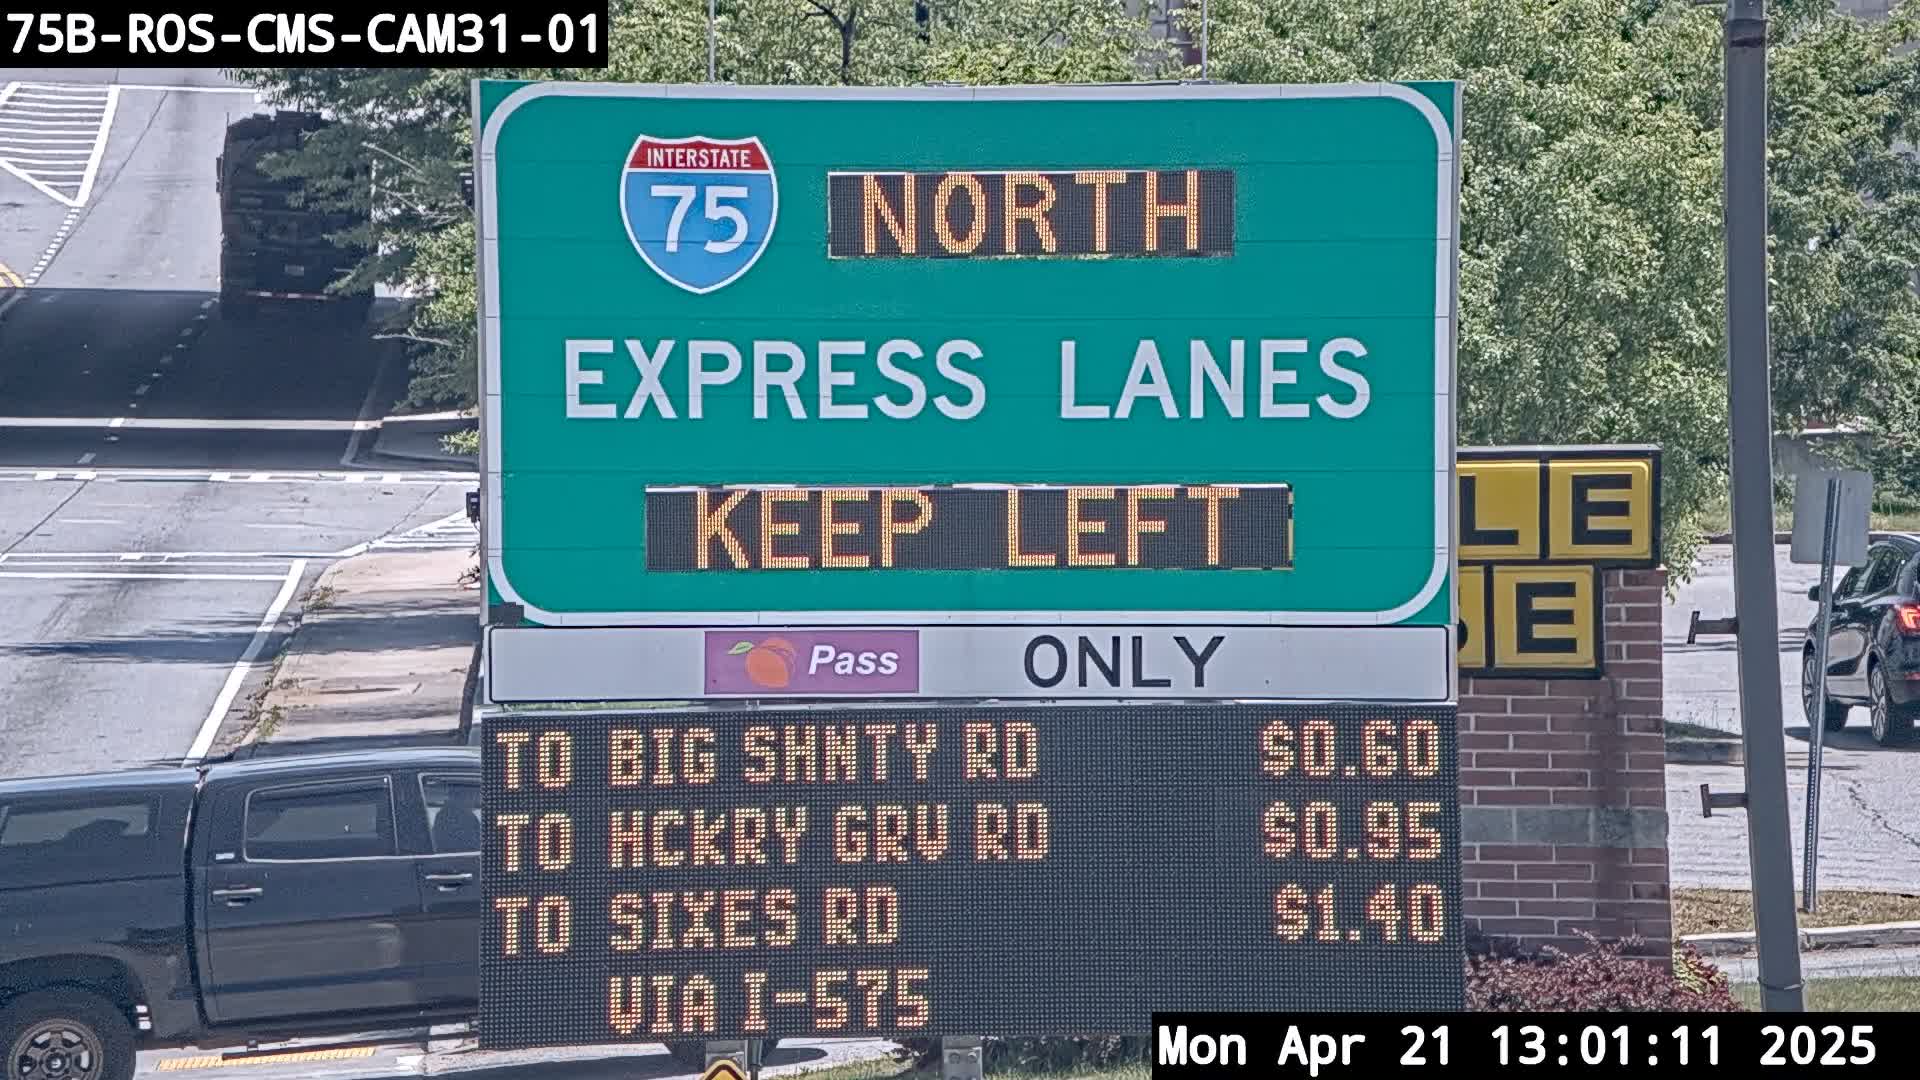 75B-ROS-CMS-CAM31-01
INTERSTATE
75
NORTH
EXPRESS LANES
KEEP LEFT
LE
E
Pass ONLY
TO BIG SHNTY RD $0.60
TO HCKRY GRV RD $0.95
TO SIXES RD $1.40
VIA I-575
Mon Apr 21 13:01:11 2025